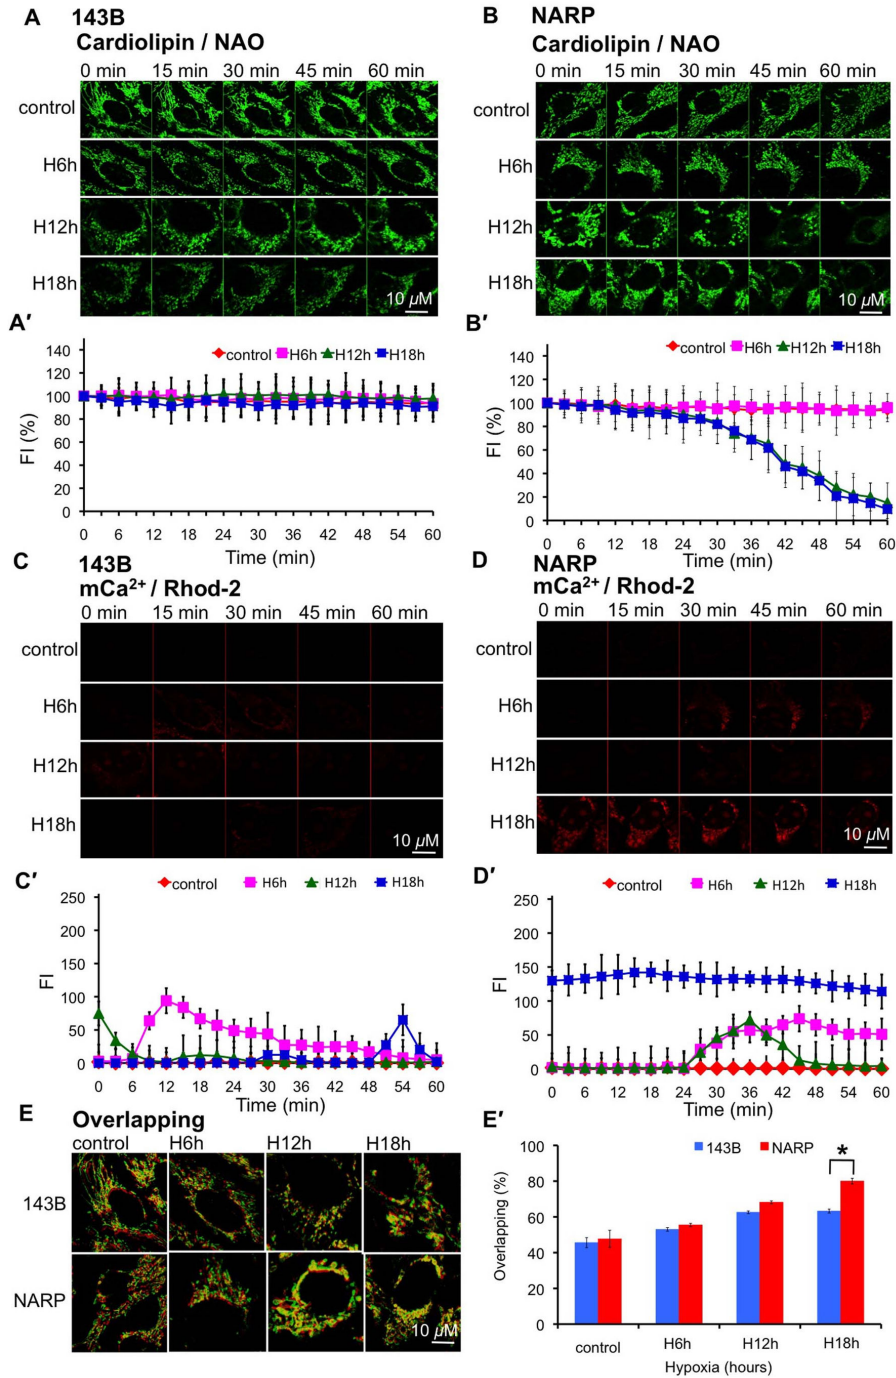 A 143B
Cardiolipin / NAO
0 min 15 min 30 min 45 min 60 min
control
H6h
H12h
H18h
10 µM
B NARP
Cardiolipin / NAO
0 min 15 min 30 min 45 min 60 min
control
H6h
H12h
H18h
10 µM
A′
control H6h H12h H18h
140
120
100
80
60
40
20
0
FI (%)
0 6 12 18 24 30 36 42 48 54 60
Time (min)
B′
control H6h H12h H18h
140
120
100
80
60
40
20
0
FI (%)
0 6 12 18 24 30 36 42 48 54 60
Time (min)
C 143B
mCa²⁺ / Rhod-2
0 min 15 min 30 min 45 min 60 min
control
H6h
H12h
H18h
10 µM
D NARP
mCa²⁺ / Rhod-2
0 min 15 min 30 min 45 min 60 min
control
H6h
H12h
H18h
10 µM
C′
control H6h H12h H18h
250
200
150
100
50
0
FI
0 6 12 18 24 30 36 42 48 54 60
Time (min)
D′
control H6h H12h H18h
250
200
150
100
50
0
FI
0 6 12 18 24 30 36 42 48 54 60
Time (min)
E Overlapping
control H6h H12h H18h
143B
NARP
10 µM
E′
143B NARP
*
100
80
60
40
20
0
Overlapping (%)
control H6h H12h H18h
Hypoxia (hours)